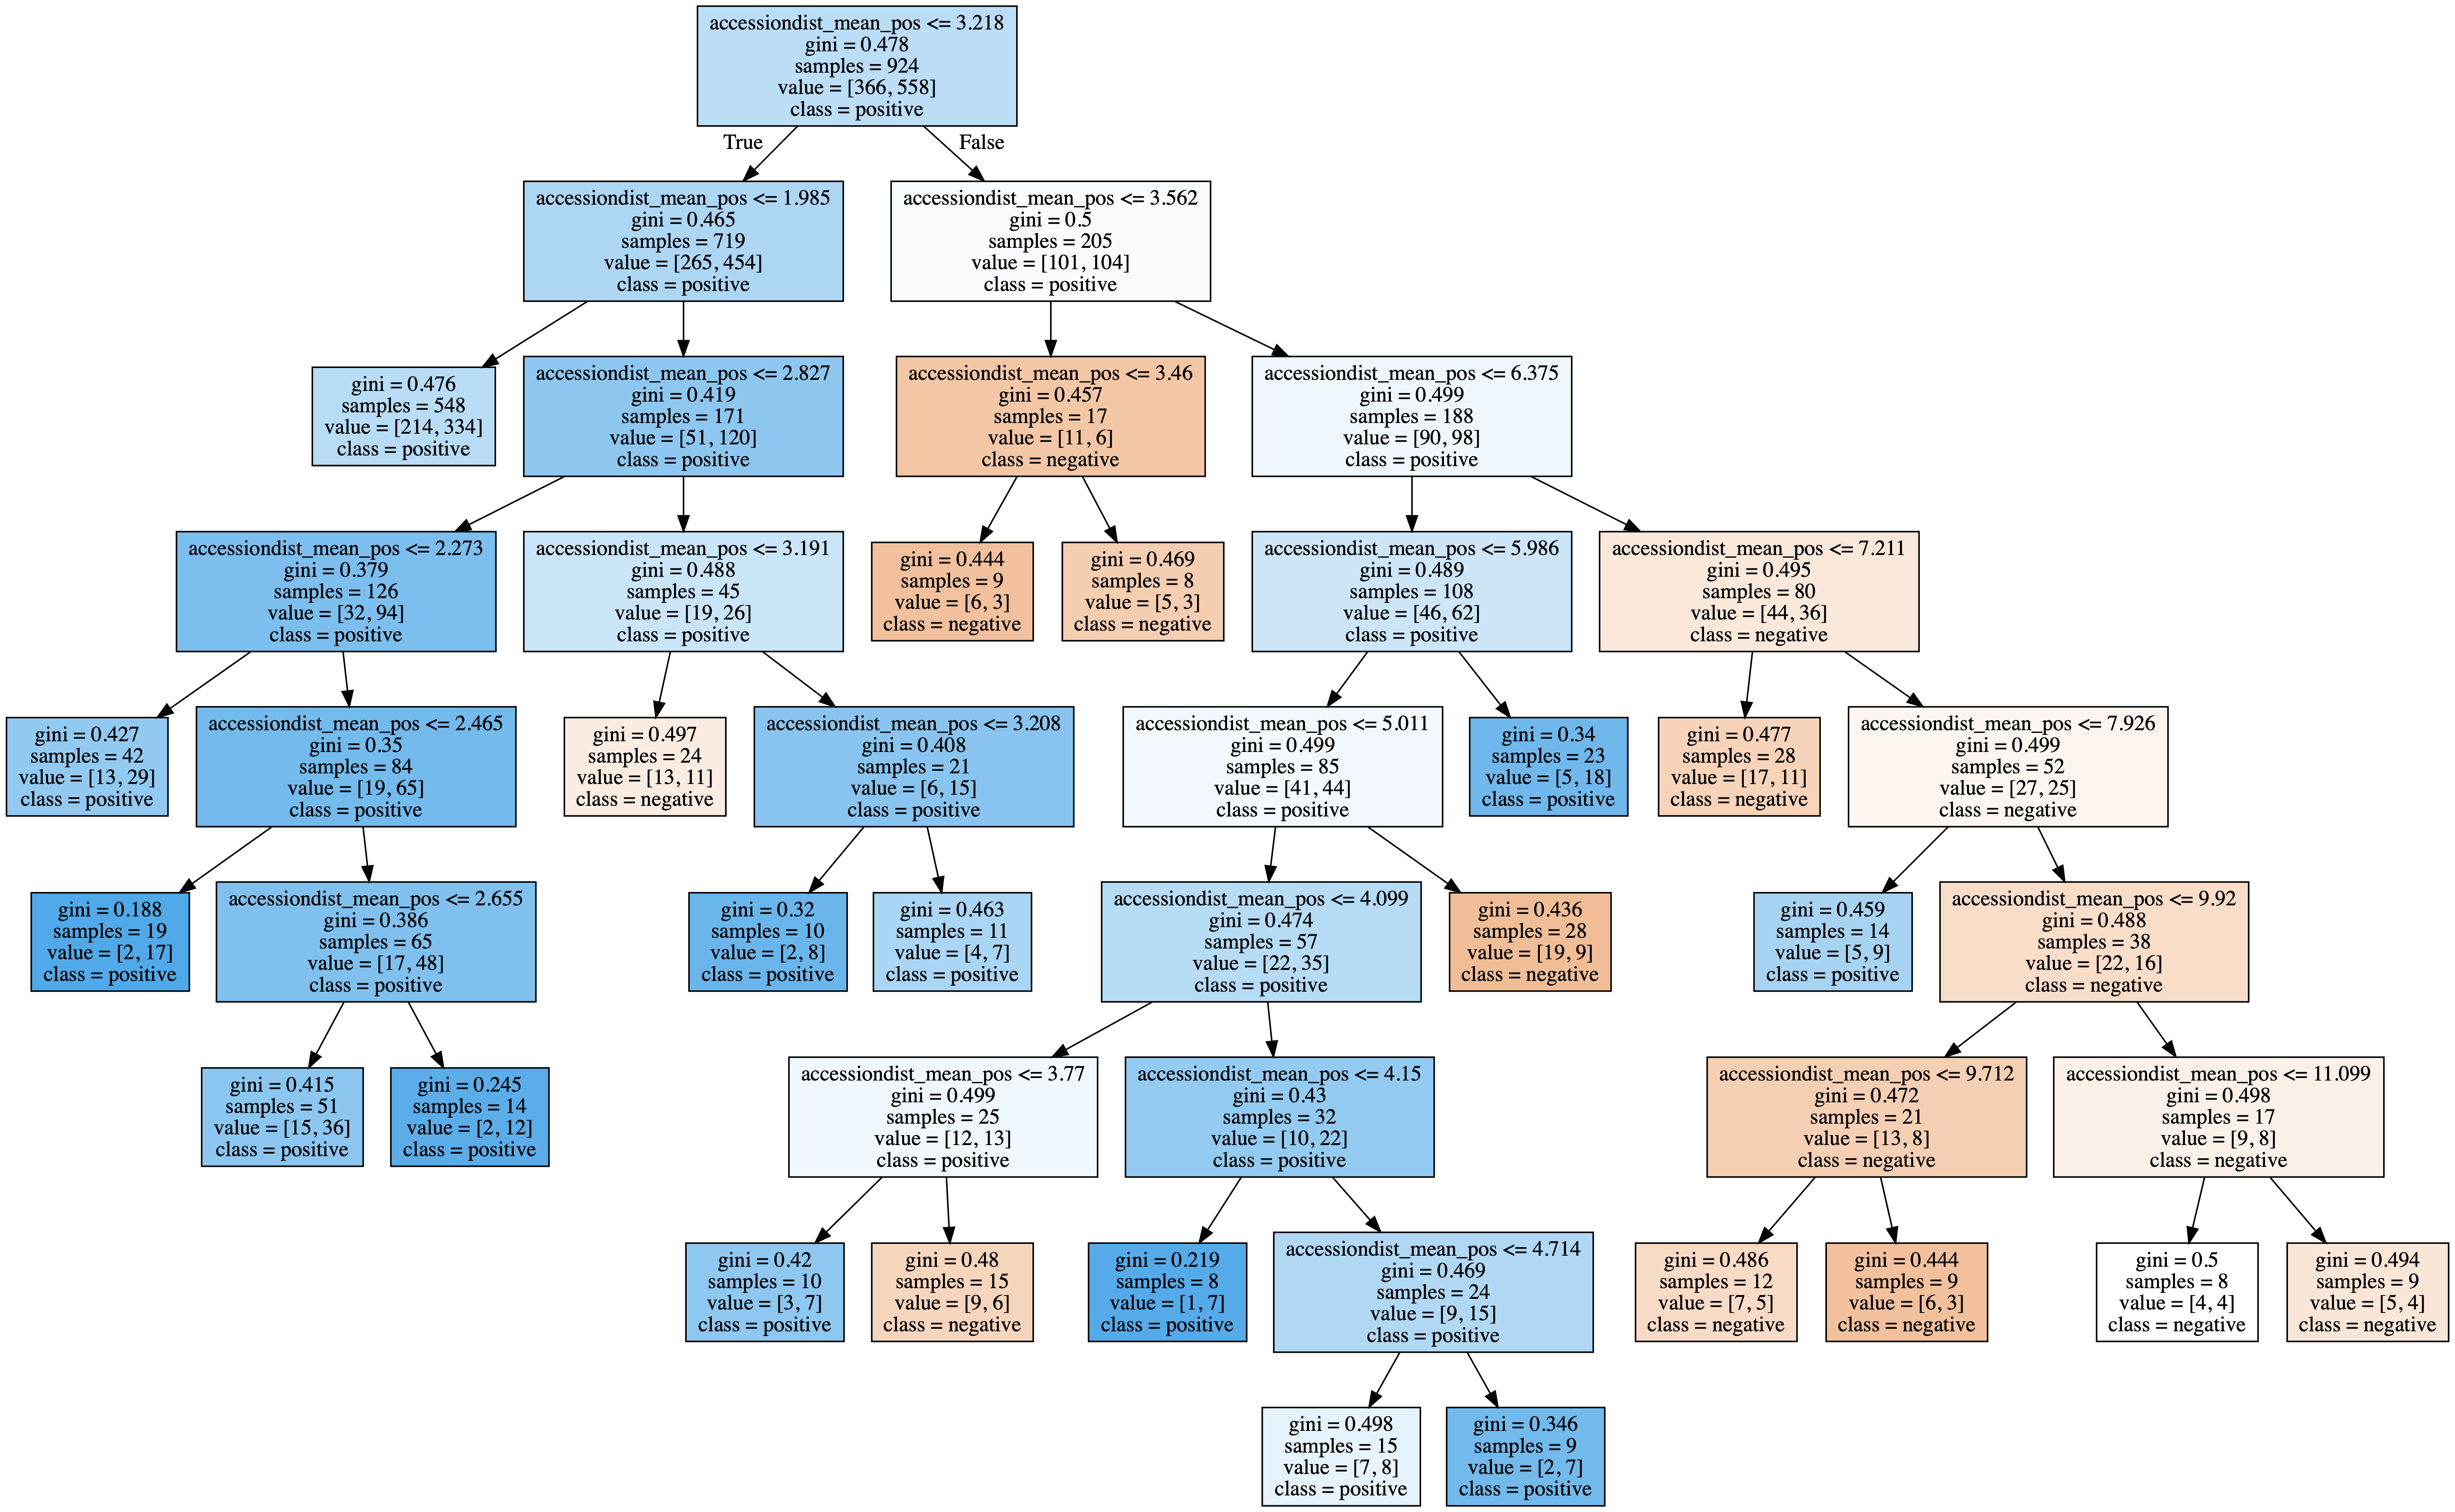 accessiondist_mean_pos <= 3.218
gini = 0.478
samples = 924
value = [366, 558]
class = positive
True
False
accessiondist_mean_pos <= 1.985
gini = 0.465
samples = 719
value = [265, 454]
class = positive
accessiondist_mean_pos <= 3.562
gini = 0.5
samples = 205
value = [101, 104]
class = positive
gini = 0.476
samples = 548
value = [214, 334]
class = positive
accessiondist_mean_pos <= 2.827
gini = 0.419
samples = 171
value = [51, 120]
class = positive
accessiondist_mean_pos <= 3.46
gini = 0.457
samples = 17
value = [11, 6]
class = negative
accessiondist_mean_pos <= 6.375
gini = 0.499
samples = 188
value = [90, 98]
class = positive
accessiondist_mean_pos <= 2.273
gini = 0.379
samples = 126
value = [32, 94]
class = positive
accessiondist_mean_pos <= 3.191
gini = 0.488
samples = 45
value = [19, 26]
class = positive
gini = 0.444
samples = 9
value = [6, 3]
class = negative
gini = 0.469
samples = 8
value = [5, 3]
class = negative
accessiondist_mean_pos <= 5.986
gini = 0.489
samples = 108
value = [46, 62]
class = positive
accessiondist_mean_pos <= 7.211
gini = 0.495
samples = 80
value = [44, 36]
class = negative
gini = 0.427
samples = 42
value = [13, 29]
class = positive
accessiondist_mean_pos <= 2.465
gini = 0.35
samples = 84
value = [19, 65]
class = positive
gini = 0.497
samples = 24
value = [13, 11]
class = negative
accessiondist_mean_pos <= 3.208
gini = 0.408
samples = 21
value = [6, 15]
class = positive
accessiondist_mean_pos <= 5.011
gini = 0.499
samples = 85
value = [41, 44]
class = positive
gini = 0.34
samples = 23
value = [5, 18]
class = positive
gini = 0.477
samples = 28
value = [17, 11]
class = negative
accessiondist_mean_pos <= 7.926
gini = 0.499
samples = 52
value = [27, 25]
class = negative
gini = 0.188
samples = 19
value = [2, 17]
class = positive
accessiondist_mean_pos <= 2.655
gini = 0.386
samples = 65
value = [17, 48]
class = positive
gini = 0.32
samples = 10
value = [2, 8]
class = positive
gini = 0.463
samples = 11
value = [4, 7]
class = positive
accessiondist_mean_pos <= 4.099
gini = 0.474
samples = 57
value = [22, 35]
class = positive
gini = 0.436
samples = 28
value = [19, 9]
class = negative
gini = 0.459
samples = 14
value = [5, 9]
class = positive
accessiondist_mean_pos <= 9.92
gini = 0.488
samples = 38
value = [22, 16]
class = negative
gini = 0.415
samples = 51
value = [15, 36]
class = positive
gini = 0.245
samples = 14
value = [2, 12]
class = positive
accessiondist_mean_pos <= 3.77
gini = 0.499
samples = 25
value = [12, 13]
class = positive
accessiondist_mean_pos <= 4.15
gini = 0.43
samples = 32
value = [10, 22]
class = positive
accessiondist_mean_pos <= 9.712
gini = 0.472
samples = 21
value = [13, 8]
class = negative
accessiondist_mean_pos <= 11.099
gini = 0.498
samples = 17
value = [9, 8]
class = negative
gini = 0.42
samples = 10
value = [3, 7]
class = positive
gini = 0.48
samples = 15
value = [9, 6]
class = negative
gini = 0.219
samples = 8
value = [1, 7]
class = positive
accessiondist_mean_pos <= 4.714
gini = 0.469
samples = 24
value = [9, 15]
class = positive
gini = 0.486
samples = 12
value = [7, 5]
class = negative
gini = 0.444
samples = 9
value = [6, 3]
class = negative
gini = 0.5
samples = 8
value = [4, 4]
class = negative
gini = 0.494
samples = 9
value = [5, 4]
class = negative
gini = 0.498
samples = 15
value = [7, 8]
class = positive
gini = 0.346
samples = 9
value = [2, 7]
class = positive